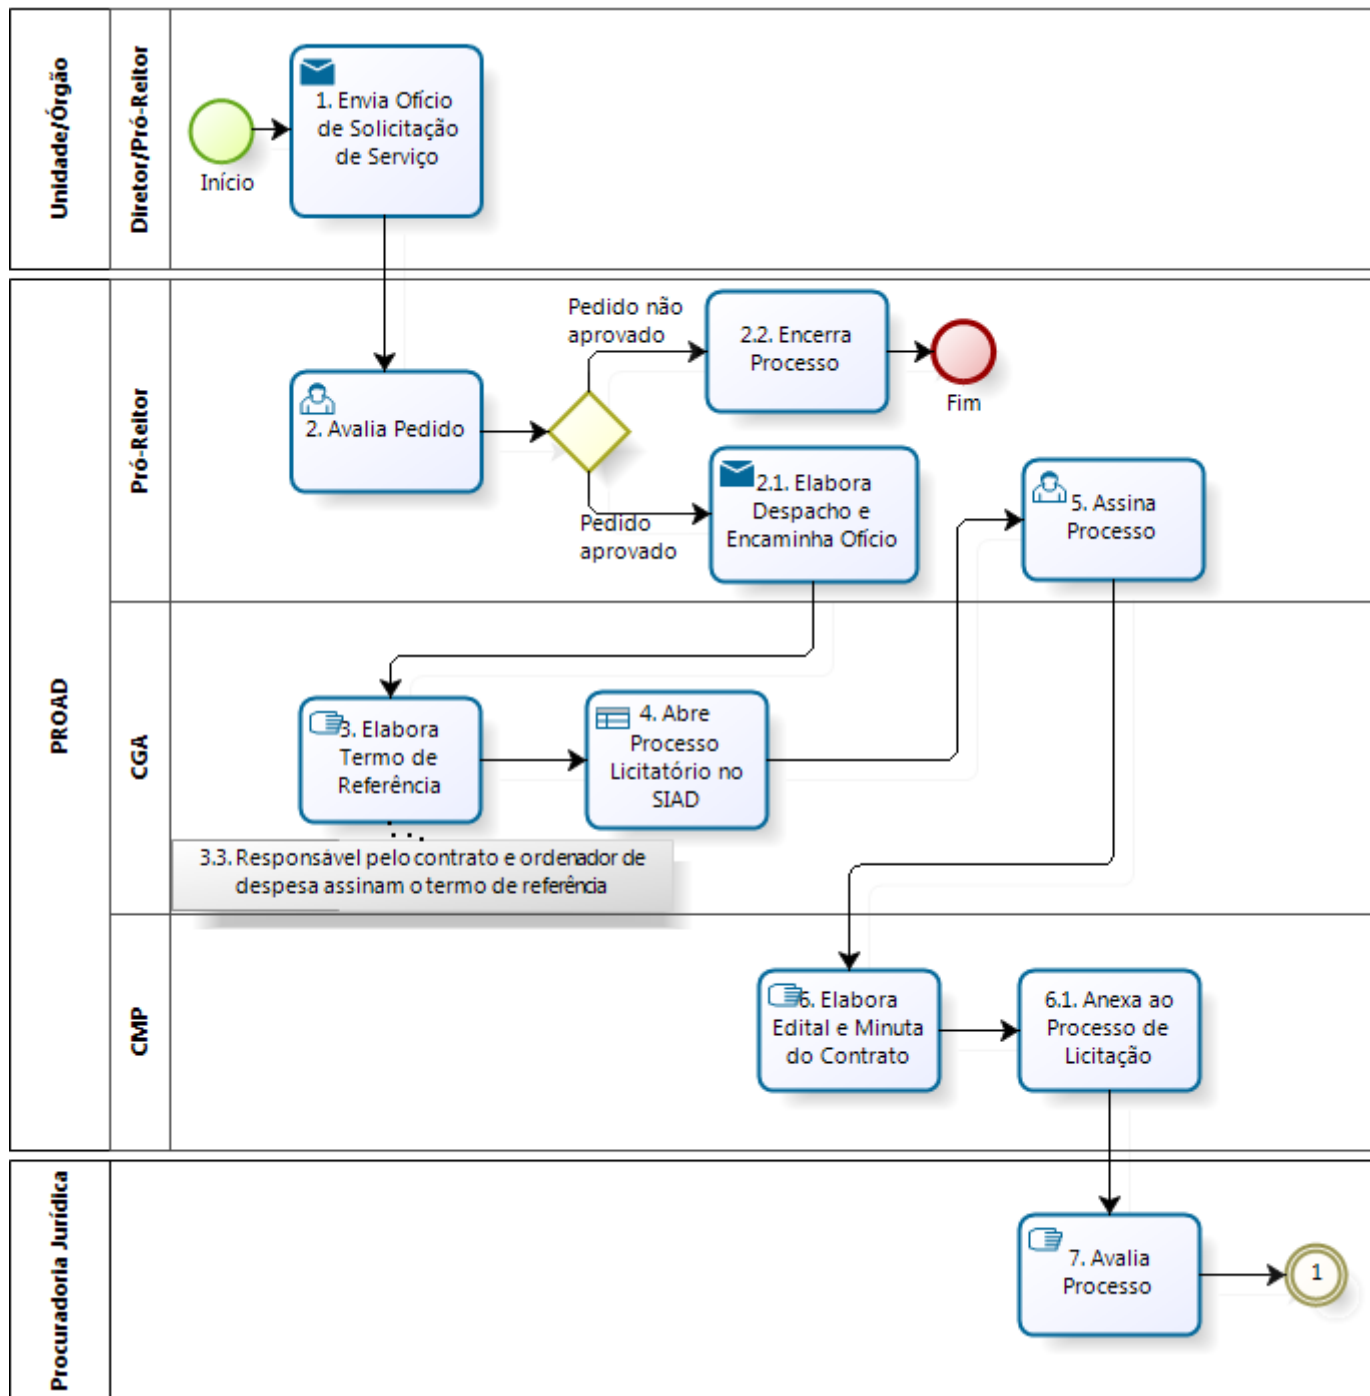 Unidade/Órgão
Diretor/Pró-Reitor
Início
1. Envia Ofício
de Solicitação
de Serviço
PROAD
Pró-Reitor
2. Avalia Pedido
Pedido não
aprovado
2.2. Encerra
Processo
Fim
Pedido
aprovado
2.1. Elabora
Despacho e
Encaminha Ofício
5. Assina
Processo
CGA
3. Elabora
Termo de
Referência
4. Abre
Processo
Licitatório no
SIAD
3.3. Responsável pelo contrato e ordenador de
despesa assinam o termo de referência
CMP
6. Elabora
Edital e Minuta
do Contrato
6.1. Anexa ao
Processo de
Licitação
Procuradoria Jurídica
7. Avalia
Processo
1